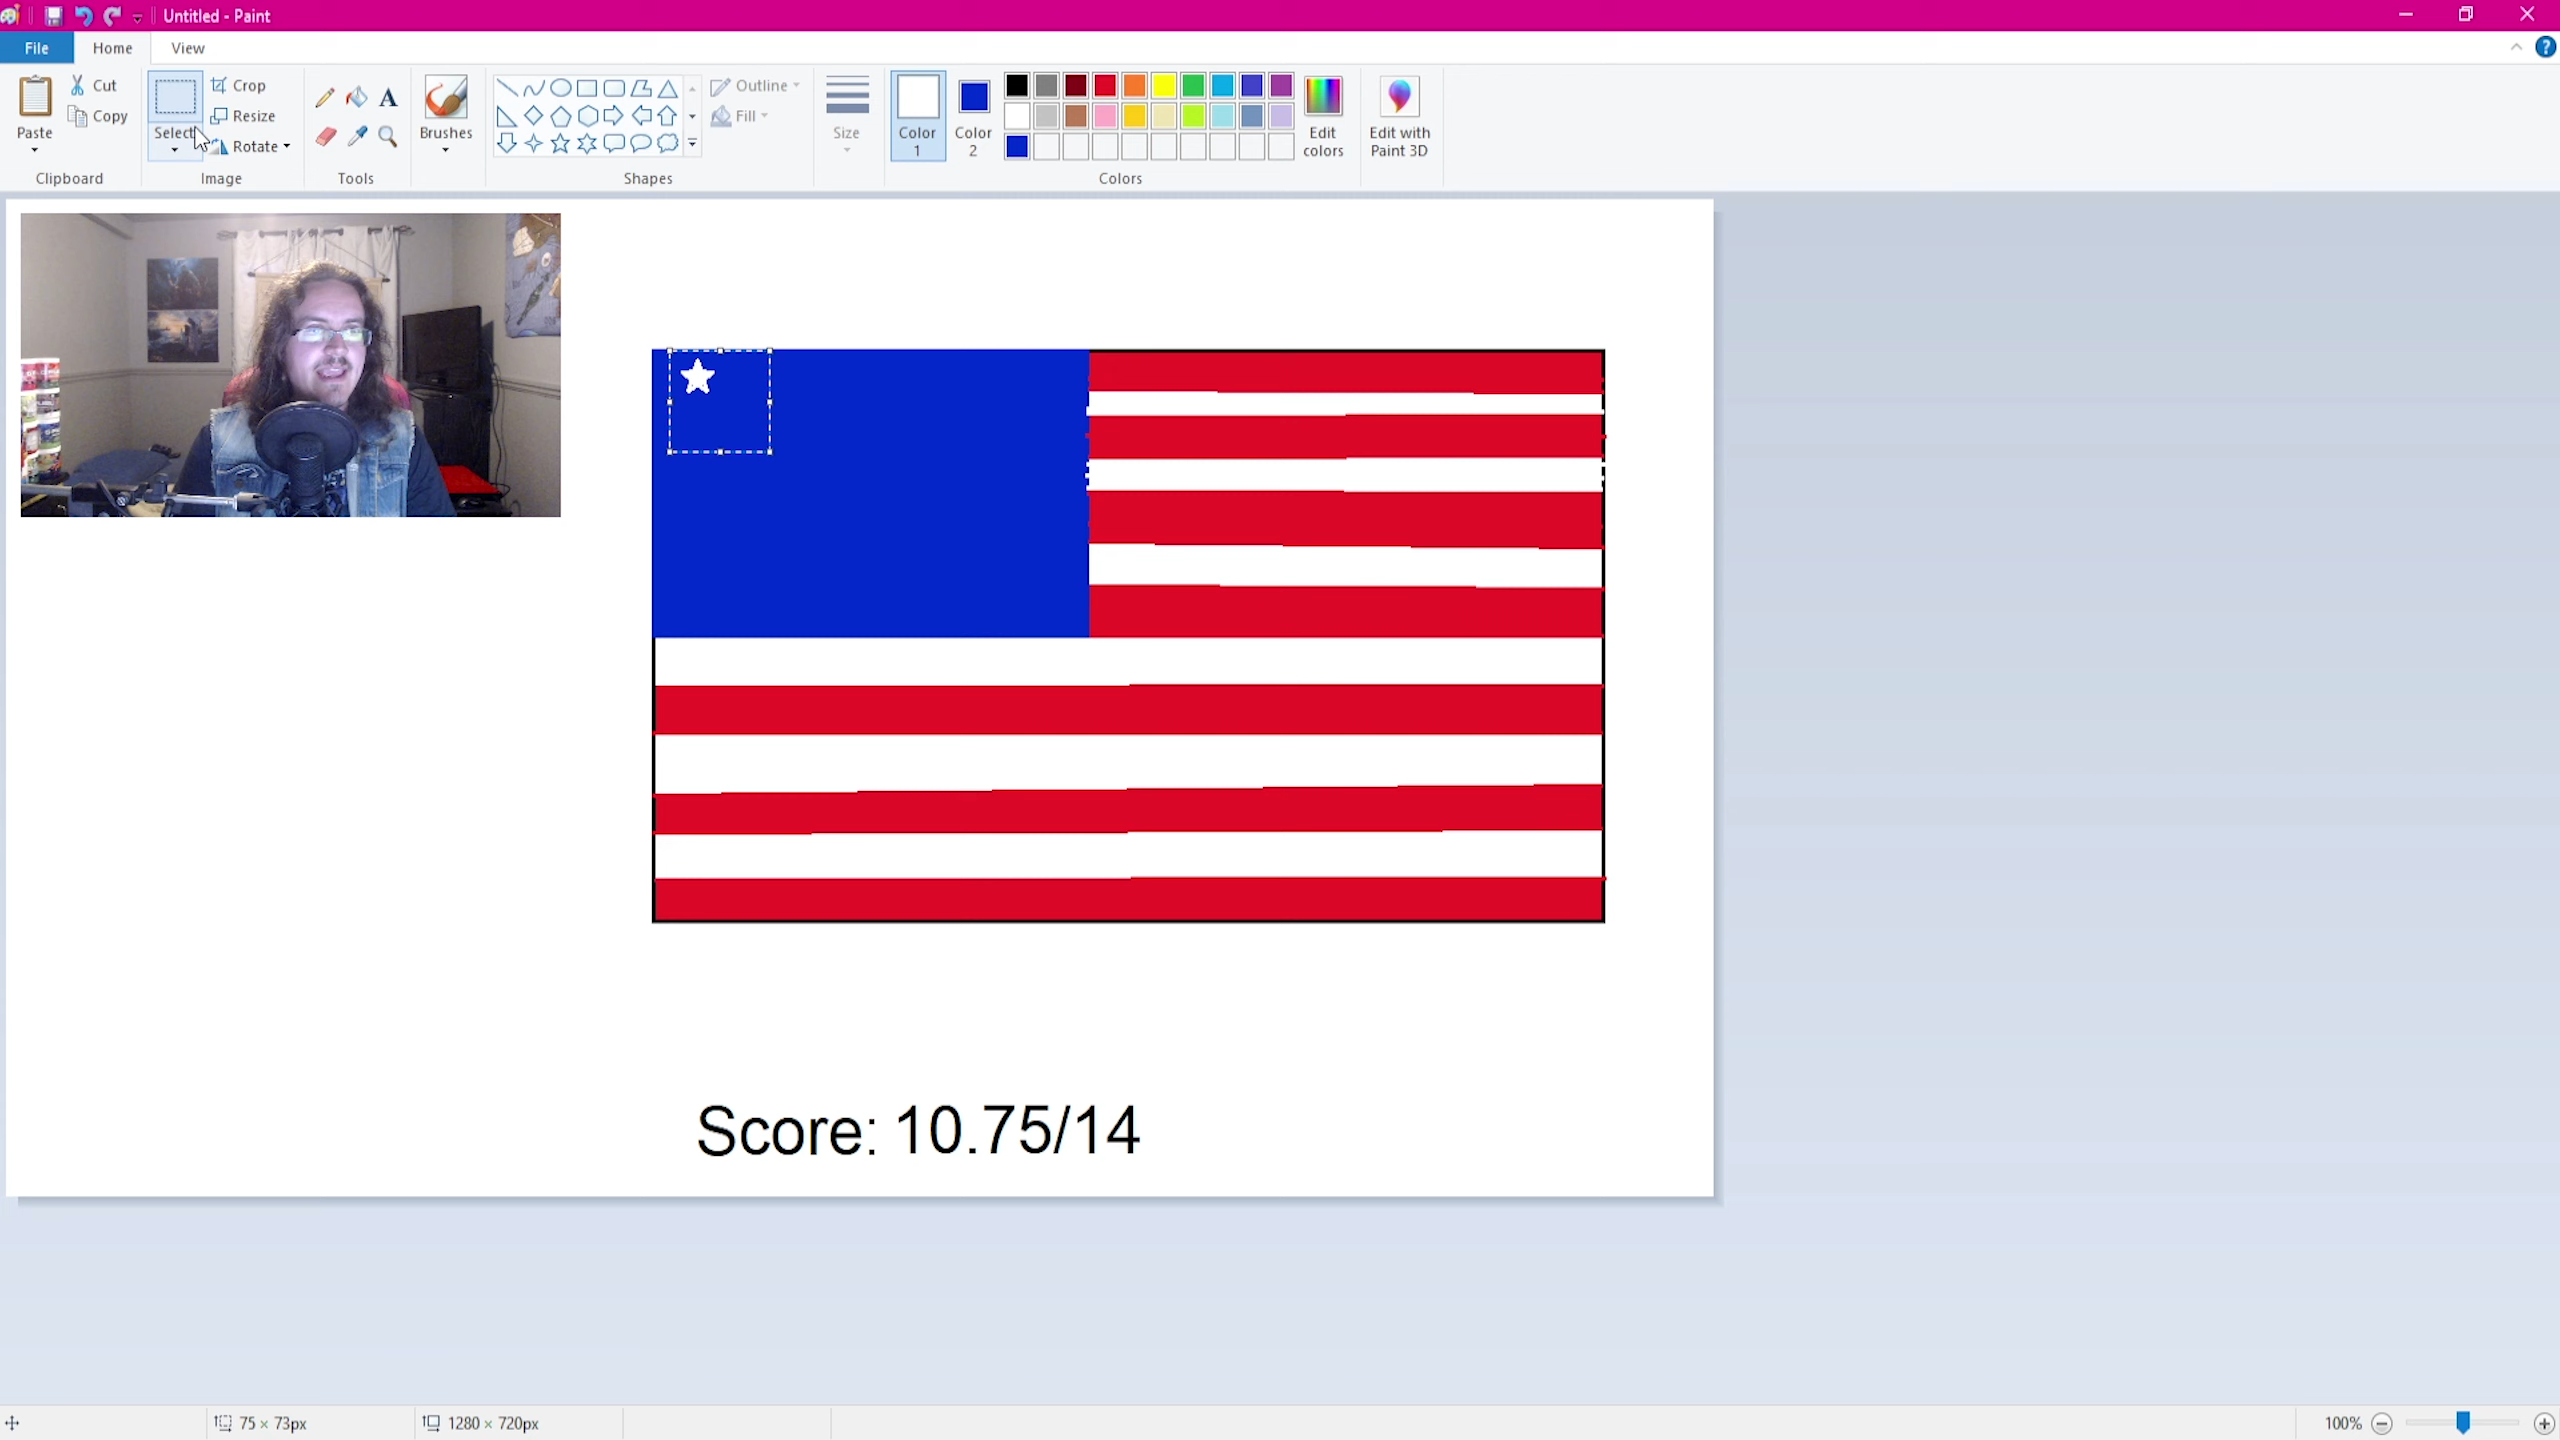 Untitled - Paint
File Home View
Paste Cut Copy Clipboard
Select Crop Resize Rotate Image
A Tools
Brushes
Outline Fill Shapes
Size
Color 1 Color 2 Edit colors Colors
Edit with Paint 3D
Score: 10.75/14
75 × 73px 1280 × 720px 100%